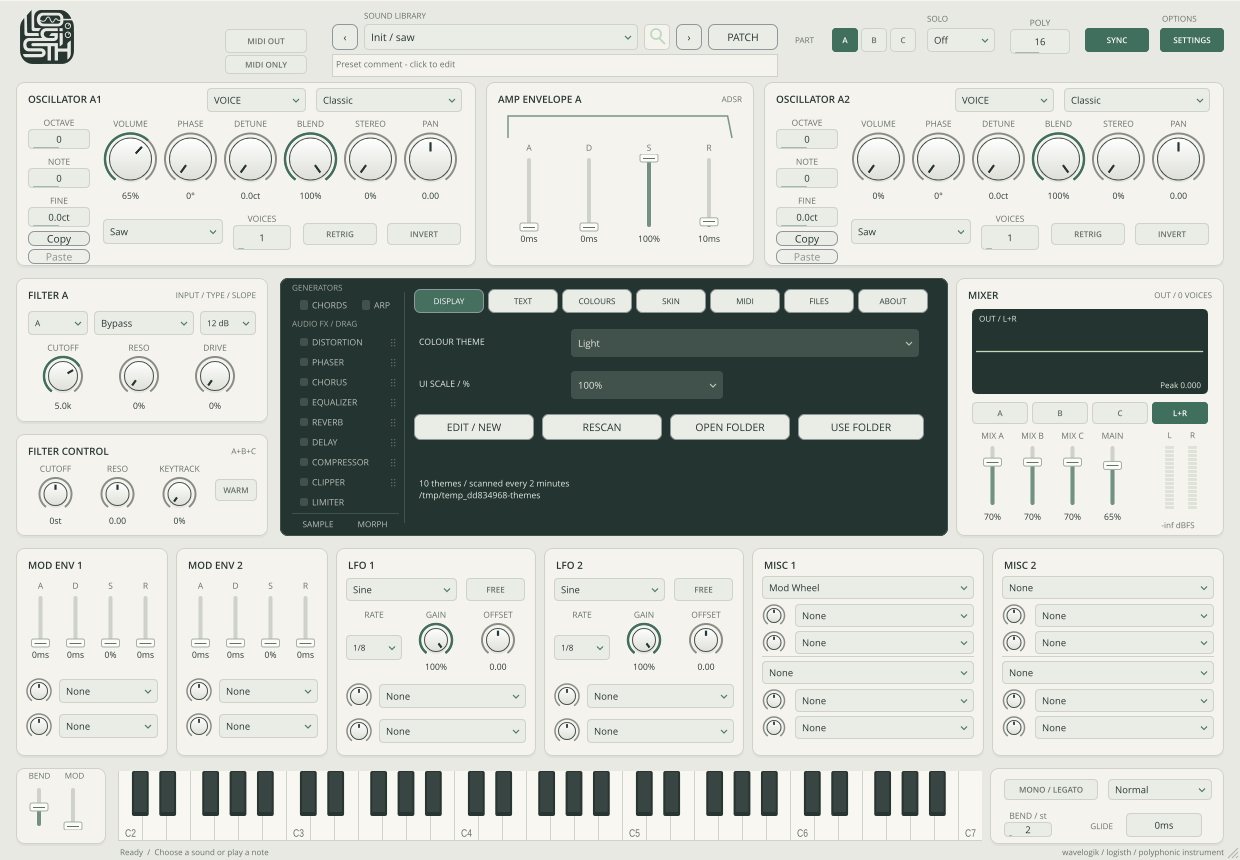 LOGISTH
MIDI OUT
MIDI ONLY
SOUND LIBRARY
‹ Init / saw › PATCH
Preset comment - click to edit
PART A B C
SOLO
Off
POLY
16
SYNC
OPTIONS
SETTINGS
OSCILLATOR A1 VOICE Classic
OCTAVE
0
NOTE
0
FINE
0.0ct
Copy
Paste
VOLUME PHASE DETUNE BLEND STEREO PAN
65% 0° 0.0ct 100% 0% 0.00
Saw
VOICES
1
RETRIG INVERT
AMP ENVELOPE A ADSR
A D S R
0ms 0ms 100% 10ms
OSCILLATOR A2 VOICE Classic
OCTAVE
0
NOTE
0
FINE
0.0ct
Copy
Paste
VOLUME PHASE DETUNE BLEND STEREO PAN
0% 0° 0.0ct 100% 0% 0.00
Saw
VOICES
1
RETRIG INVERT
FILTER A INPUT / TYPE / SLOPE
A Bypass 12 dB
CUTOFF RESO DRIVE
5.0k 0% 0%
FILTER CONTROL A+B+C
CUTOFF RESO KEYTRACK
WARM
0st 0.00 0%
GENERATORS
CHORDS ARP
AUDIO FX / DRAG
DISTORTION
PHASER
CHORUS
EQUALIZER
REVERB
DELAY
COMPRESSOR
CLIPPER
LIMITER
SAMPLE MORPH
DISPLAY TEXT COLOURS SKIN MIDI FILES ABOUT
COLOUR THEME Light
UI SCALE / % 100%
EDIT / NEW RESCAN OPEN FOLDER USE FOLDER
10 themes / scanned every 2 minutes
/tmp/temp_dd834968-themes
MIXER OUT / 0 VOICES
OUT / L+R
Peak 0.000
A B C L+R
MIX A MIX B MIX C MAIN L R
70% 70% 70% 65%
-inf dBFS
MOD ENV 1
A D S R
0ms 0ms 0% 0ms
None
None
MOD ENV 2
A D S R
0ms 0ms 0% 0ms
None
None
LFO 1
Sine FREE
RATE GAIN OFFSET
1/8
100% 0.00
None
None
LFO 2
Sine FREE
RATE GAIN OFFSET
1/8
100% 0.00
None
None
MISC 1
Mod Wheel
None
None
None
None
None
MISC 2
None
None
None
None
None
None
BEND MOD
C2 C3 C4 C5 C6 C7
MONO / LEGATO Normal
BEND / st
2
GLIDE 0ms
Ready / Choose a sound or play a note
wavelogik / logisth / polyphonic instrument